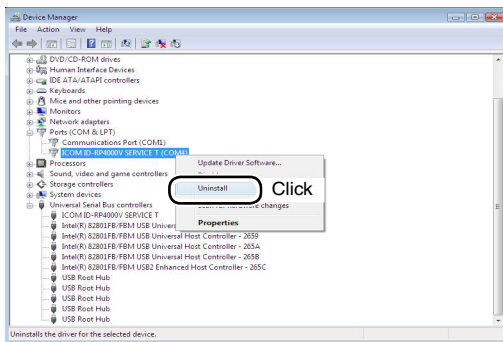 Device Manager
File Action View Help
DVD/CD-ROM drives
Human Interface Devices
IDE ATA/ATAPI controllers
Keyboards
Mice and other pointing devices
Monitors
Network adapters
Ports (COM & LPT)
Communications Port (COM1)
ICOM ID-RP4000V SERVICE T (COM4)
Processors
Sound, video and game controllers
Storage controllers
System devices
Universal Serial Bus controllers
ICOM ID-RP4000V SERVICE T
Intel(R) 82801FB/FBM USB Univers
Intel(R) 82801FB/FBM USB Universal Host Controller - 2659
Intel(R) 82801FB/FBM USB Universal Host Controller - 265A
Intel(R) 82801FB/FBM USB Universal Host Controller - 265B
Intel(R) 82801FB/FBM USB2 Enhanced Host Controller - 265C
USB Root Hub
USB Root Hub
USB Root Hub
USB Root Hub
USB Root Hub
Update Driver Software...
Uninstall
Click
changes
Properties
Uninstalls the driver for the selected device.